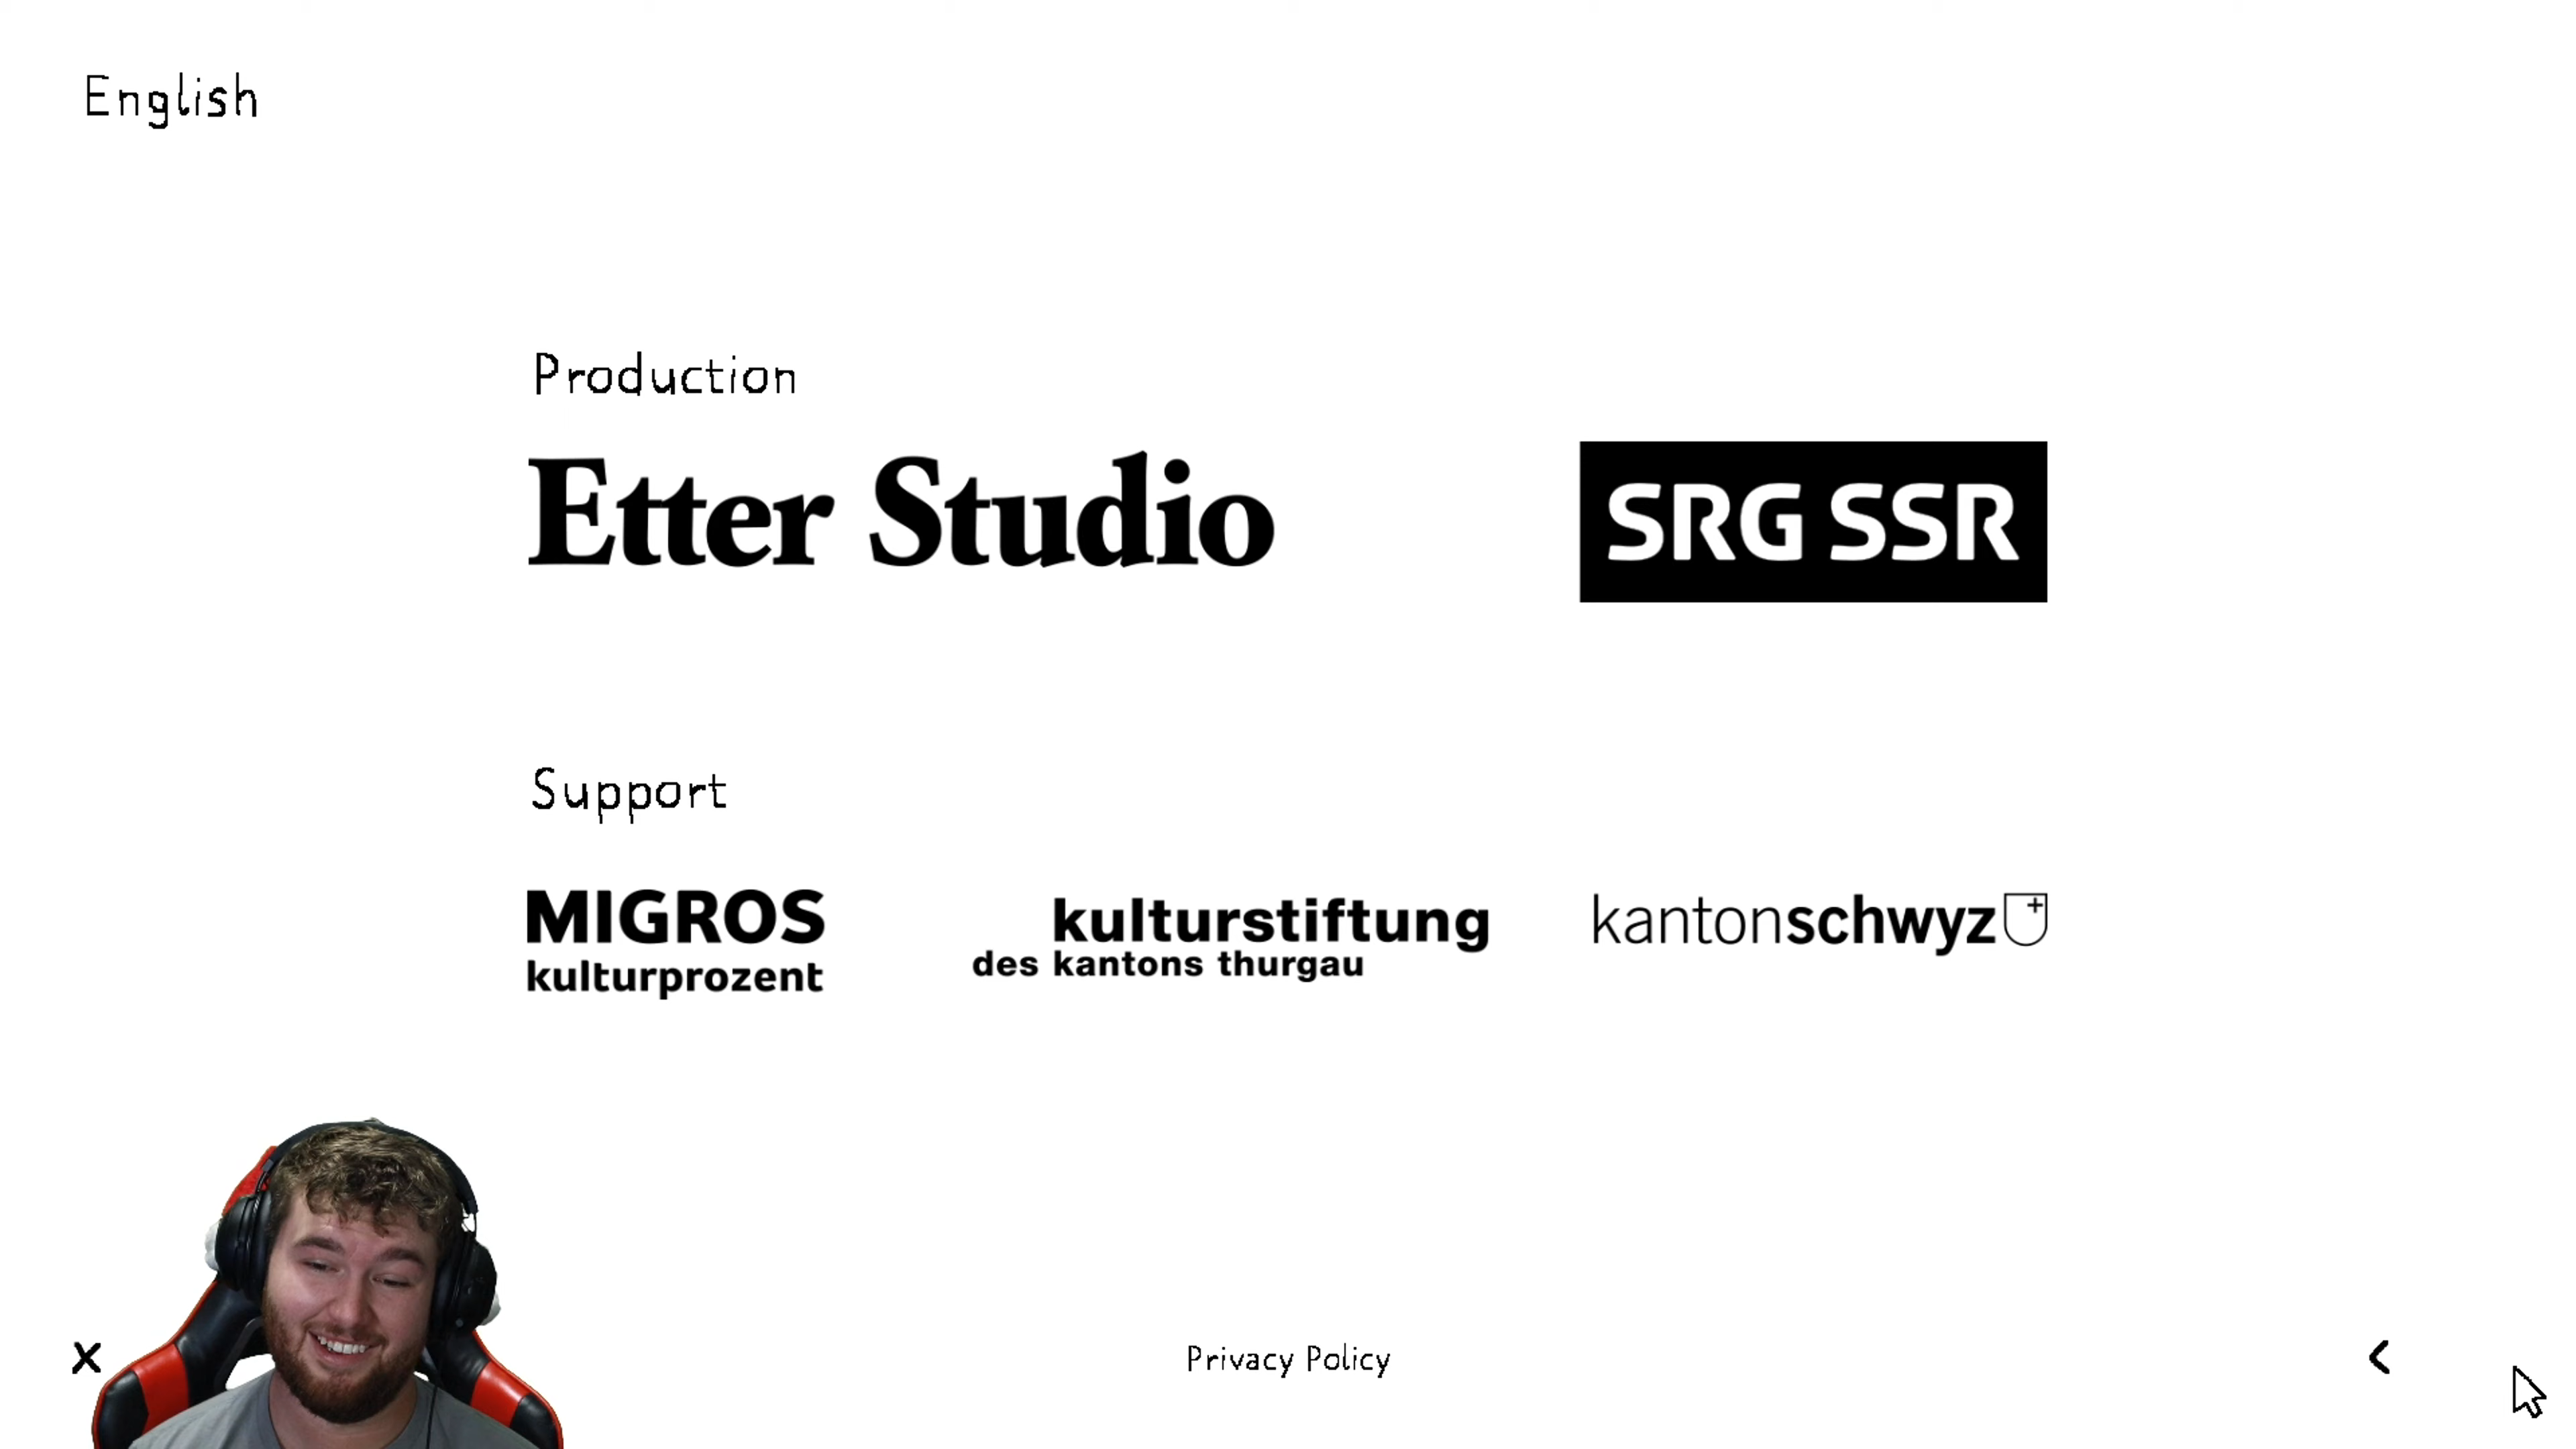 English
Production
Etter Studio
SRG SSR
Support
MIGROS
kulturprozent
kulturstiftung
des kantons thurgau
kantonschwyz
x
Privacy Policy
<